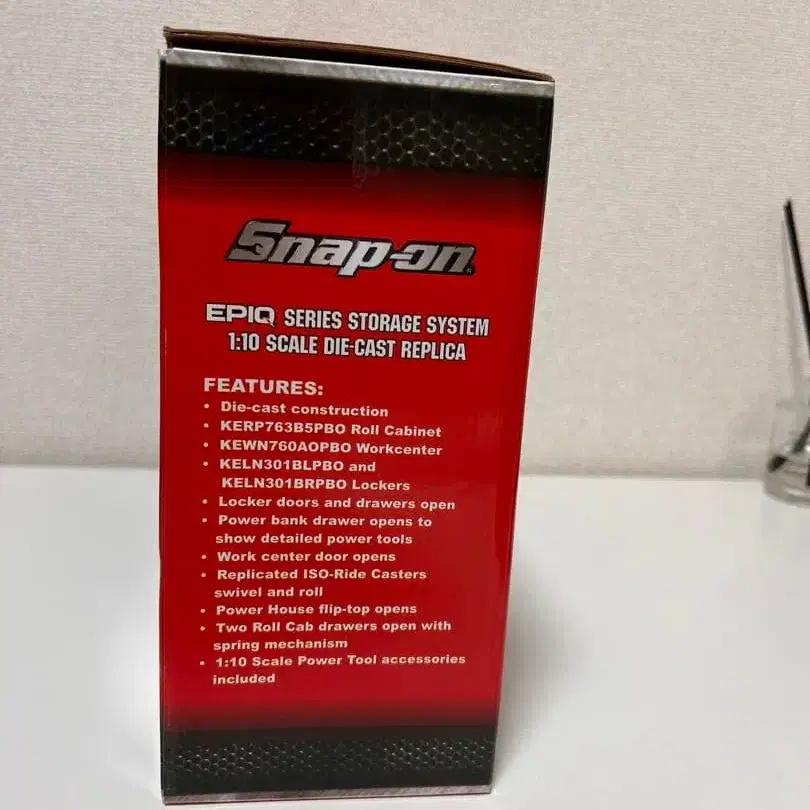 Snap-on
EPIQ SERIES STORAGE SYSTEM
1:10 SCALE DIE-CAST REPLICA
FEATURES:
• Die-cast construction
• KERP763B5PBO Roll Cabinet
• KEWN760AOPBO Workcenter
• KELN301BLPBO and
KELN301BRPBO Lockers
• Locker doors and drawers open
• Power bank drawer opens to
show detailed power tools
• Work center door opens
• Replicated ISO-Ride Casters
swivel and roll
• Power House flip-top opens
• Two Roll Cab drawers open with
spring mechanism
• 1:10 Scale Power Tool accessories
included